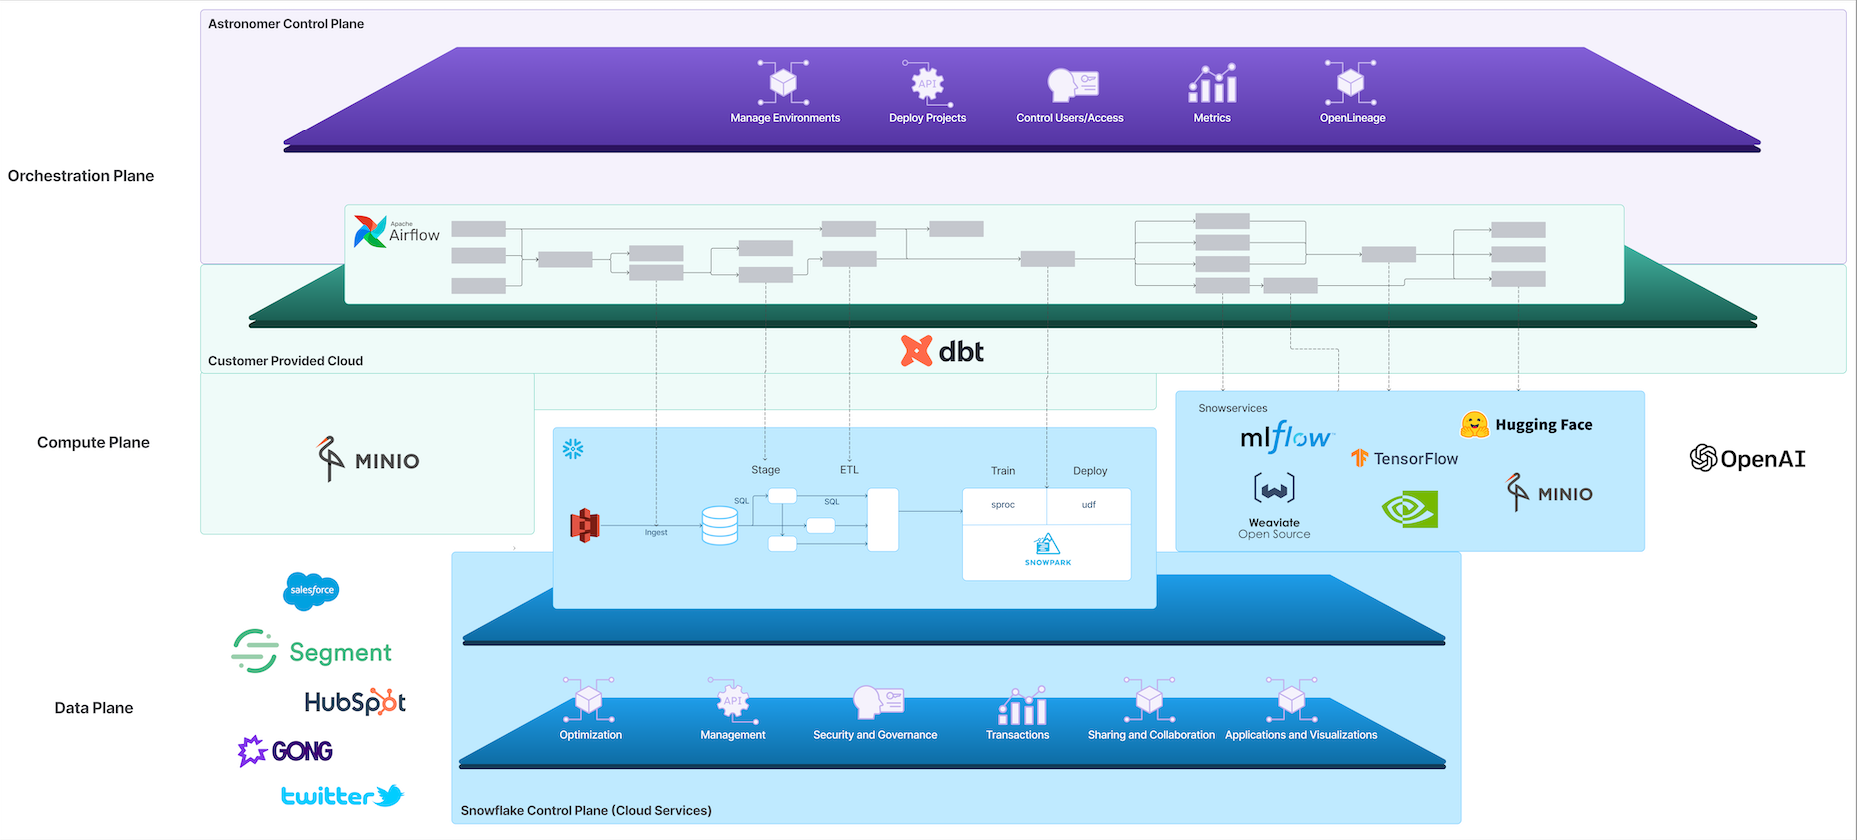 Astronomer Control Plane
API
Manage Environments
Deploy Projects
Control Users/Access
Metrics
OpenLineage
Orchestration Plane
Apache
Airflow
dbt
Customer Provided Cloud
Compute Plane
MINIO
Stage
ETL
Train
Deploy
SQL
SQL
sproc
udf
Ingest
SNOWPARK
Snowservices
mlflow™
Hugging Face
TensorFlow
Weaviate
Open Source
MINIO
OpenAI
salesforce
Segment
HubSpot
GONG
twitter
Data Plane
API
Optimization
Management
Security and Governance
Transactions
Sharing and Collaboration
Applications and Visualizations
Snowflake Control Plane (Cloud Services)